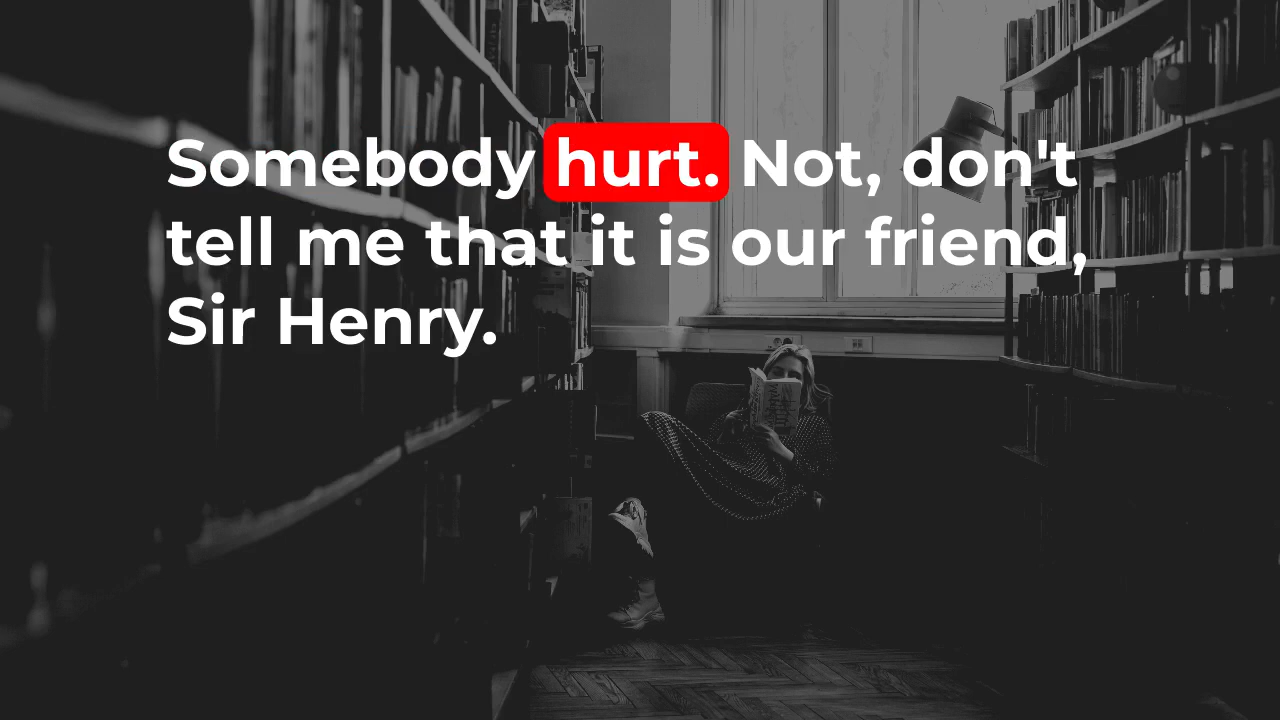 Somebody hurt. Not, don't
tell me that it is our friend,
Sir Henry.